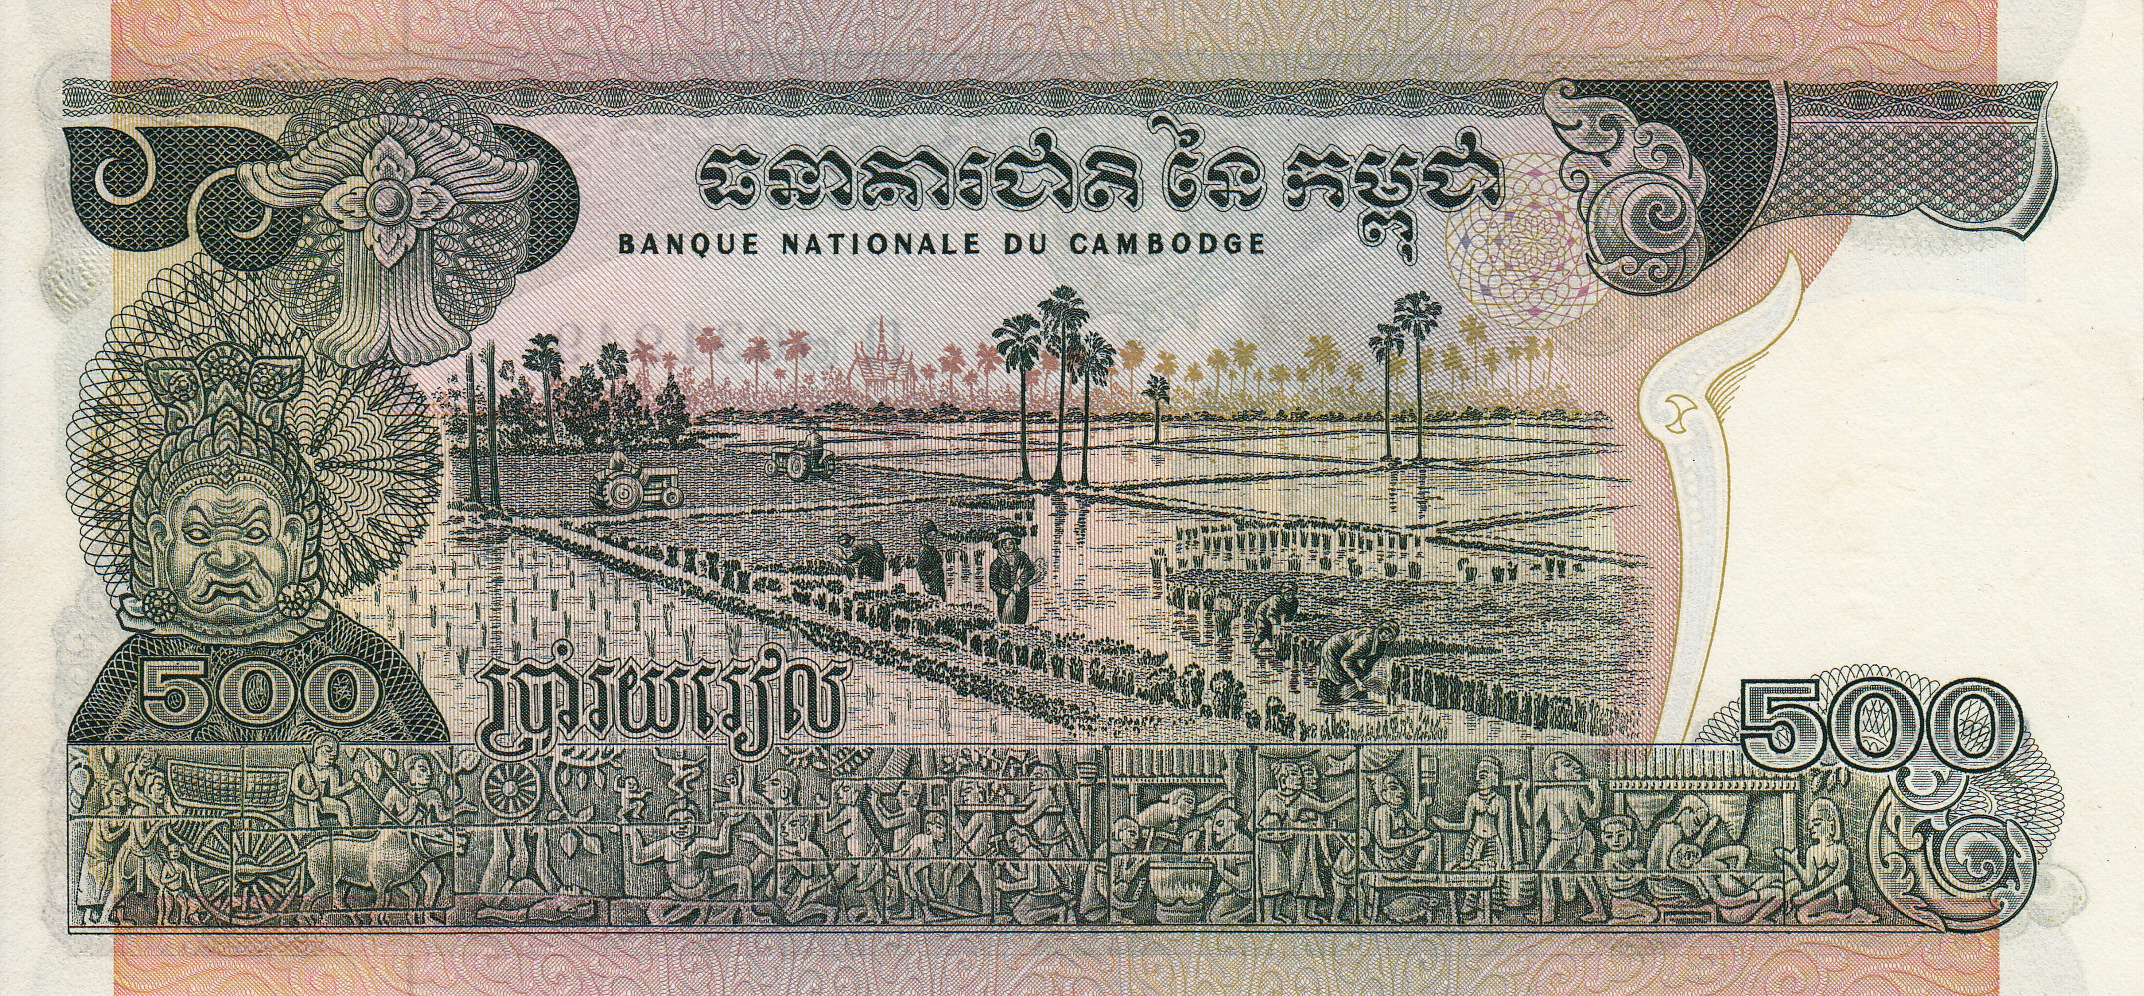 ធនាគារជាតិ នៃ កម្ពុជា
BANQUE NATIONALE DU CAMBODGE
500
ប្រាំរយរៀល
500